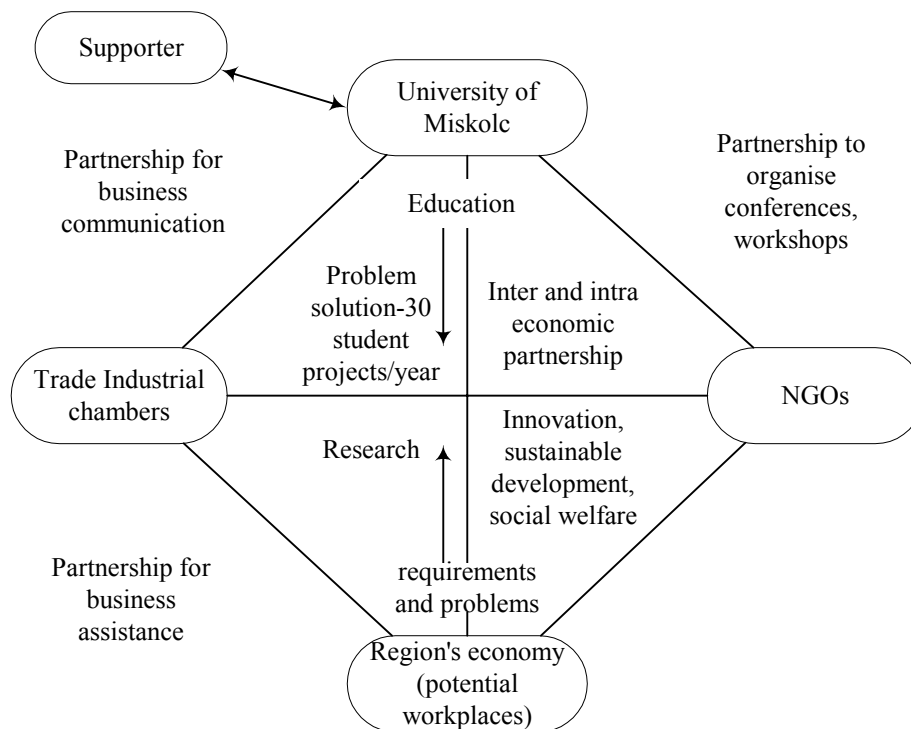 Supporter
University of
Miskolc
Partnership for
business
communication
Partnership to
organise
conferences,
workshops
Education
Problem
solution-30
student
projects/year
Inter and intra
economic
partnership
Trade Industrial
chambers
NGOs
Research
Innovation,
sustainable
development,
social welfare
Partnership for
business
assistance
requirements
and problems
Region's economy
(potential
workplaces)